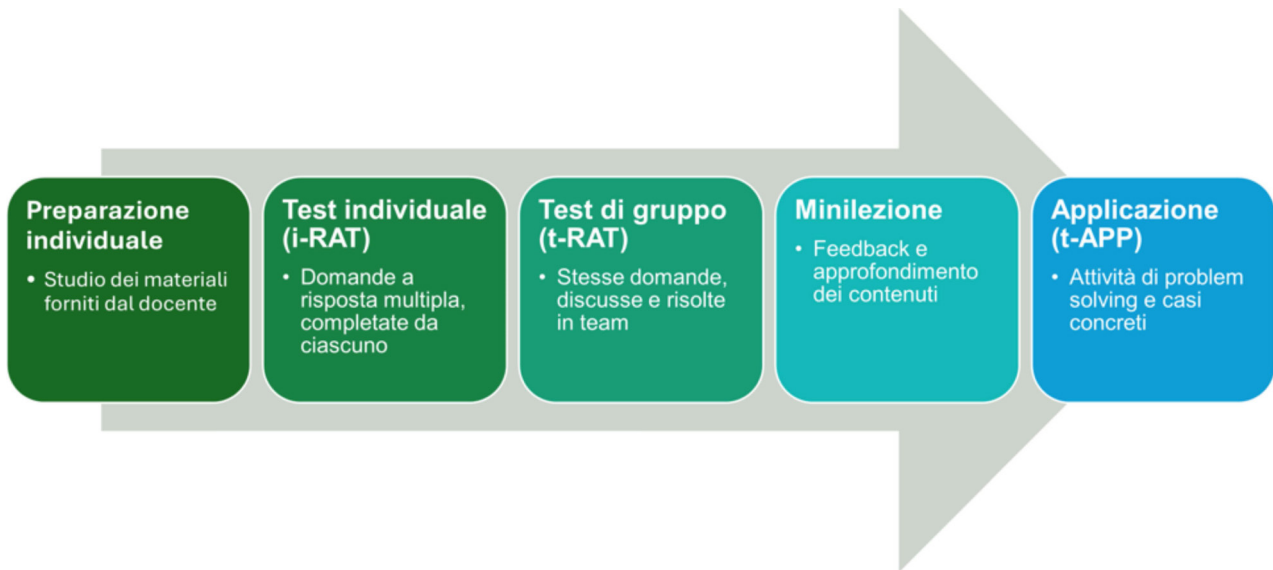 Preparazione
individuale
• Studio dei materiali
forniti dal docente
Test individuale
(i-RAT)
• Domande a
risposta multipla,
completate da
ciascuno
Test di gruppo
(t-RAT)
• Stesse domande,
discusse e risolte
in team
Minilezione
• Feedback e
approfondimento
dei contenuti
Applicazione
(t-APP)
• Attività di problem
solving e casi
concreti